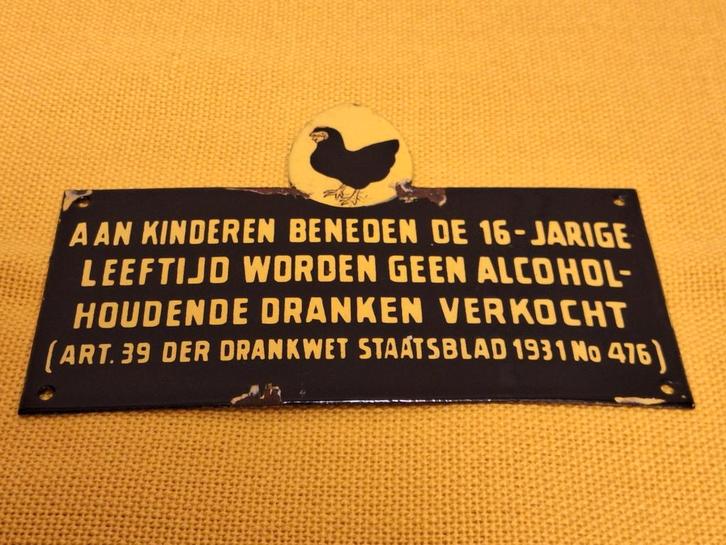 AAN KINDEREN BENEDEN DE 16-JARIGE
LEEFTIJD WORDEN GEEN ALCOHOL-
HOUDENDE DRANKEN VERKOCHT
(ART. 39 DER DRANKWET STAATSBLAD 1931 No 476)